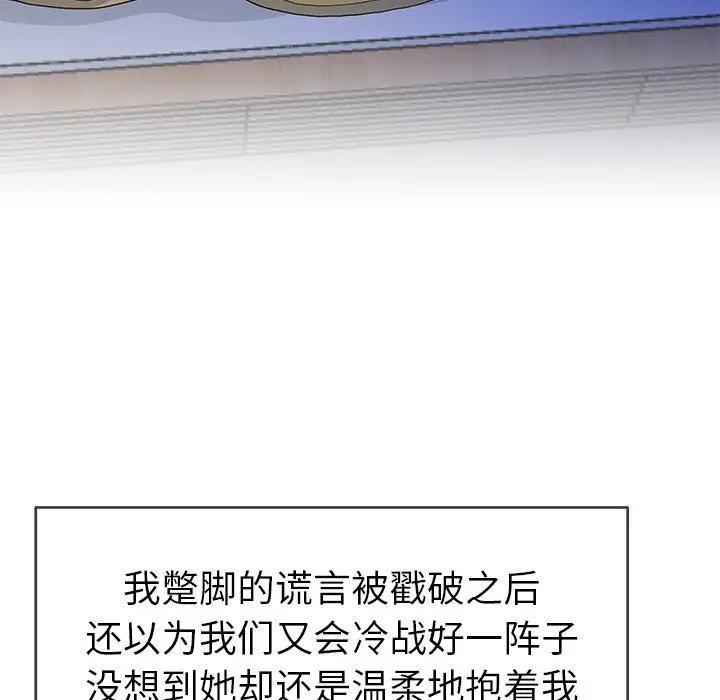 我蹩脚的谎言被戳破之后
还以为我们又会冷战好一阵子
没想到她却还是温柔地抱着我